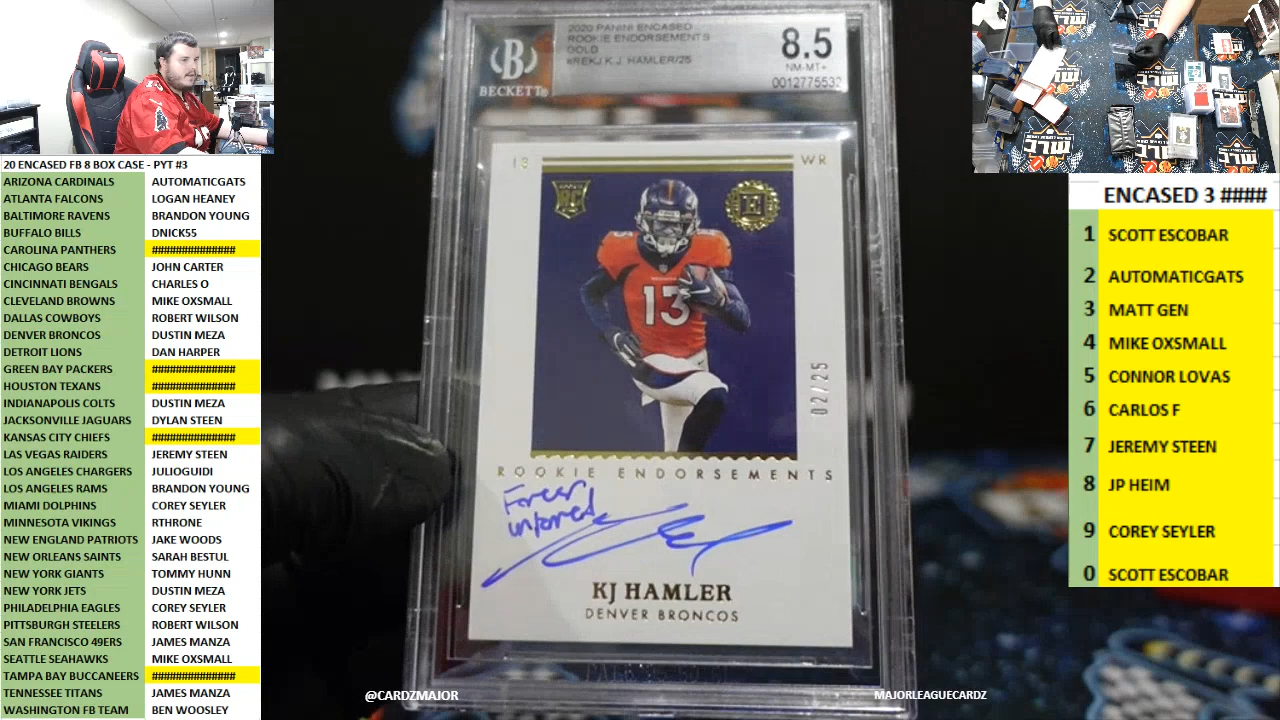 20 ENCASED FB 8 BOX CASE - PYT #3
ARIZONA CARDINALS AUTOMATICGATS
ATLANTA FALCONS LOGAN HEANEY
BALTIMORE RAVENS BRANDON YOUNG
BUFFALO BILLS DNICK55
CAROLINA PANTHERS ##############
CHICAGO BEARS JOHN CARTER
CINCINNATI BENGALS CHARLES O
CLEVELAND BROWNS MIKE OXSMALL
DALLAS COWBOYS ROBERT WILSON
DENVER BRONCOS DUSTIN MEZA
DETROIT LIONS DAN HARPER
GREEN BAY PACKERS ##############
HOUSTON TEXANS ##############
INDIANAPOLIS COLTS DUSTIN MEZA
JACKSONVILLE JAGUARS DYLAN STEEN
KANSAS CITY CHIEFS ##############
LAS VEGAS RAIDERS JEREMY STEEN
LOS ANGELES CHARGERS JULIOGUIDI
LOS ANGELES RAMS BRANDON YOUNG
MIAMI DOLPHINS COREY SEYLER
MINNESOTA VIKINGS RTHRONE
NEW ENGLAND PATRIOTS JAKE WOODS
NEW ORLEANS SAINTS SARAH BESTUL
NEW YORK GIANTS TOMMY HUNN
NEW YORK JETS DUSTIN MEZA
PHILADELPHIA EAGLES COREY SEYLER
PITTSBURGH STEELERS ROBERT WILSON
SAN FRANCISCO 49ERS JAMES MANZA
SEATTLE SEAHAWKS MIKE OXSMALL
TAMPA BAY BUCCANEERS ##############
TENNESSEE TITANS JAMES MANZA
WASHINGTON FB TEAM BEN WOOSLEY
B
BECKETT
2020 PANINI ENCASED
ROOKIE ENDORSEMENTS
GOLD
#REKJ K.J. HAMLER/25
8.5
NM-MT+
0012775532
13 WR
RC
E
13
02/25
ROOKIE ENDORSEMENTS
KJ HAMLER
DENVER BRONCOS
@CARDZMAJOR
MAJORLEAGUECARDZ
ENCASED 3 ####
1 SCOTT ESCOBAR
2 AUTOMATICGATS
3 MATT GEN
4 MIKE OXSMALL
5 CONNOR LOVAS
6 CARLOS F
7 JEREMY STEEN
8 JP HEIM
9 COREY SEYLER
0 SCOTT ESCOBAR